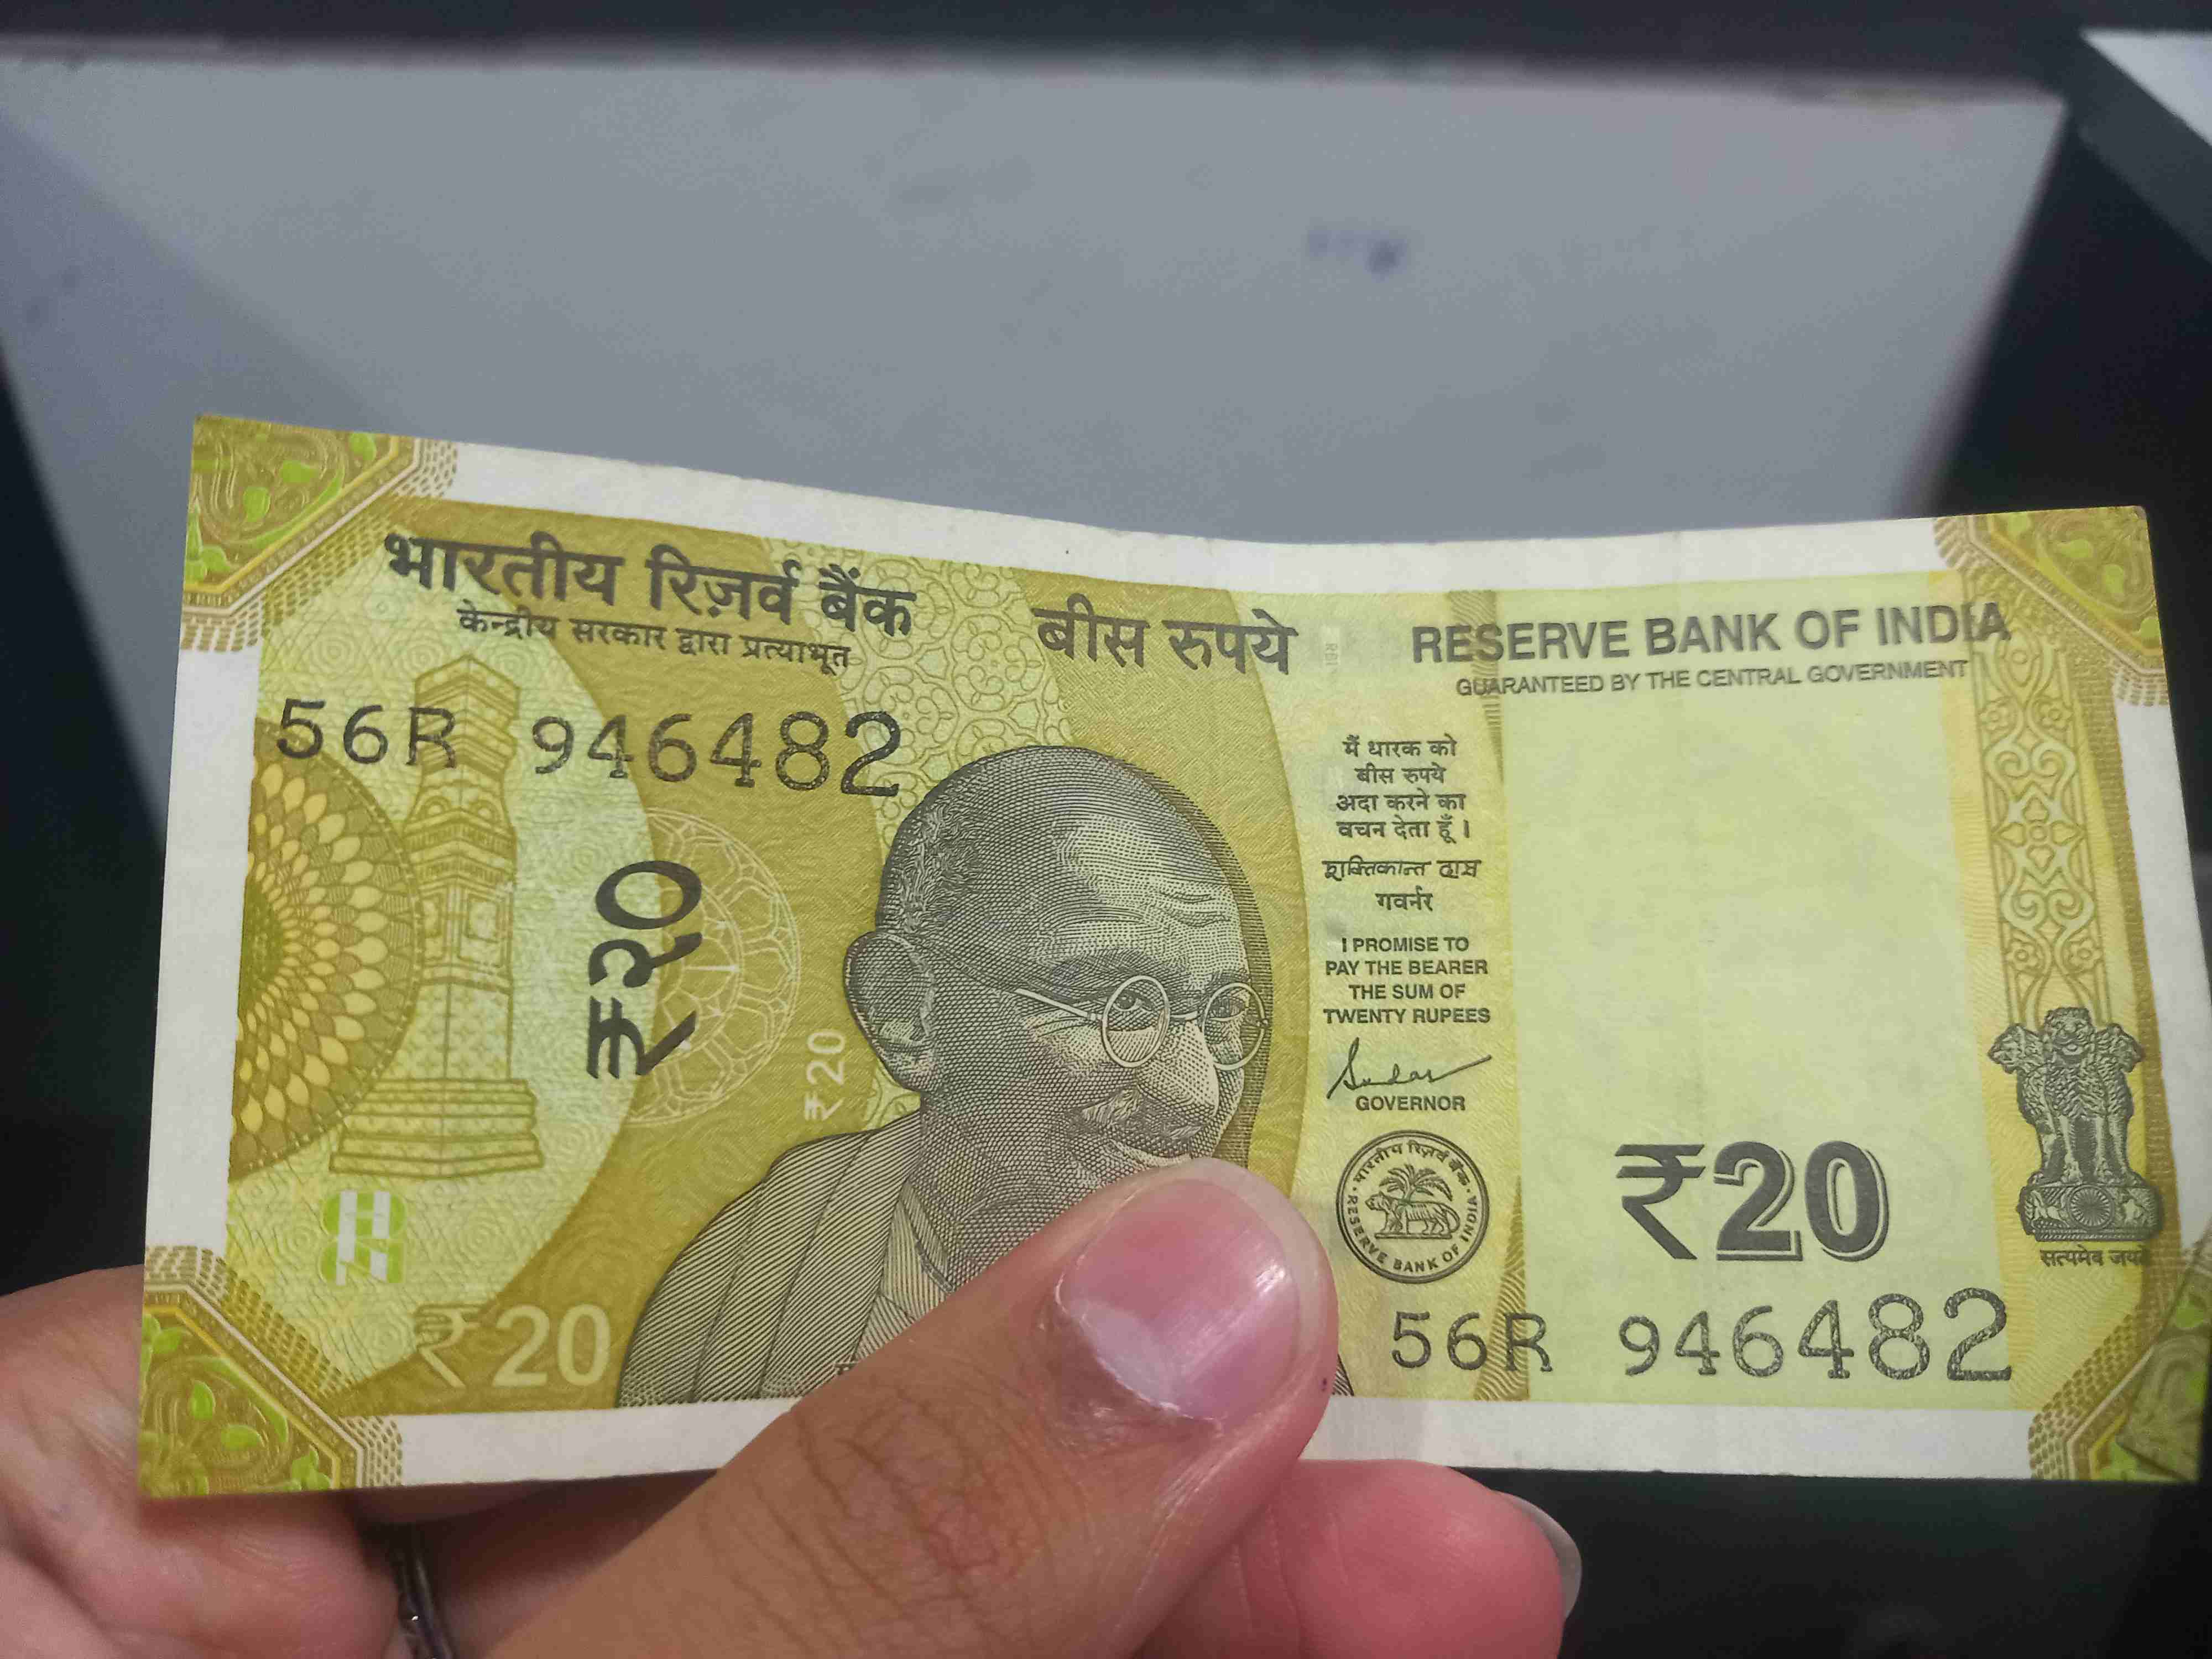 भारतीय रिज़र्व बैंक
केन्द्रीय सरकार द्वारा प्रत्याभूत
बीस रुपये
RBI
RESERVE BANK OF INDIA
GUARANTEED BY THE CENTRAL GOVERNMENT
56R 946482
₹२०
₹20
₹20
मैं धारक को
बीस रुपये
अदा करने का
वचन देता हूँ।
शक्तिकान्त दास
गवर्नर
I PROMISE TO
PAY THE BEARER
THE SUM OF
TWENTY RUPEES
GOVERNOR
भारतीय रिज़र्व बैंक
RESERVE BANK OF INDIA
₹20
सत्यमेव जयते
56R 946482